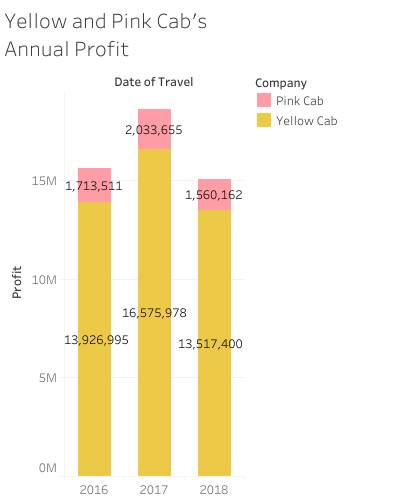 Yellow and Pink Cab's
Annual Profit
Date of Travel
Company
Pink Cab
Yellow Cab
2,033,655
1,713,511
1,560,162
15M
10M
5M
0M
Profit
16,575,978
13,926,995
13,517,400
2016
2017
2018